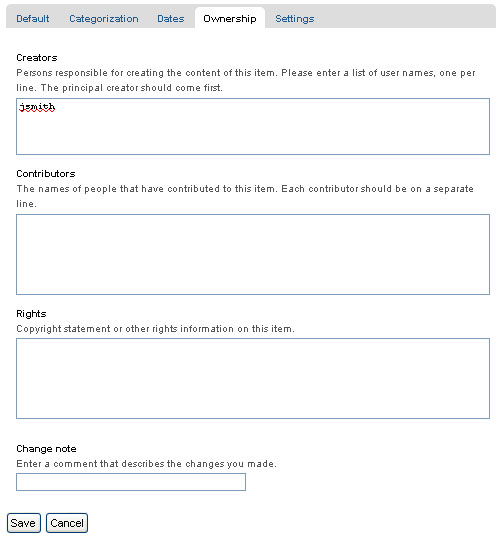 Default Categorization Dates Ownership Settings
Creators
Persons responsible for creating the content of this item. Please enter a list of user names, one per
line. The principal creator should come first.
jsmith
Contributors
The names of people that have contributed to this item. Each contributor should be on a separate
line.
Rights
Copyright statement or other rights information on this item.
Change note
Enter a comment that describes the changes you made.
Save Cancel